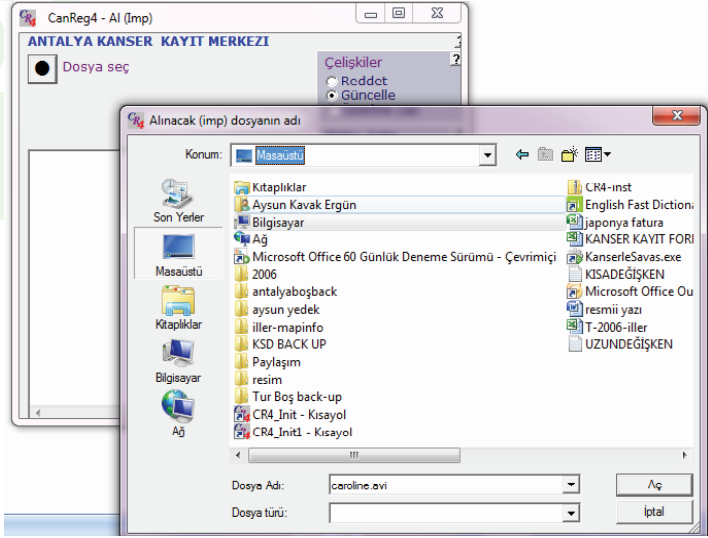 CanReg4 - Al (Imp)
ANTALYA KANSER KAYIT MERKEZI
Dosya seç
Çelişkiler
?
Reddet
Güncelle
Alınacak (imp) dosyanın adı
Konum:
Masaüstü
Son Yerler
Masaüstü
Kitaplıklar
Bilgisayar
Ağ
Kitaplıklar
Aysun Kavak Ergün
Bilgisayar
Ağ
Microsoft Office 60 Günlük Deneme Sürümü - Çevrimiçi
2006
antalyaboşback
aysun yedek
iller-mapinfo
KSD BACK UP
Paylaşım
resim
Tur Boş back-up
CR4_Init - Kısayol
CR4_Init1 - Kısayol
CR4-inst
English Fast Diction
japonya fatura
KANSER KAYIT FORI
KanserleSavas.exe
KISADEĞİŞKEN
Microsoft Office Ou
resmii yazı
T-2006-iller
UZUNDEĞİŞKEN
Dosya Adı:
caroline.avi
Aç
Dosya türü:
İptal